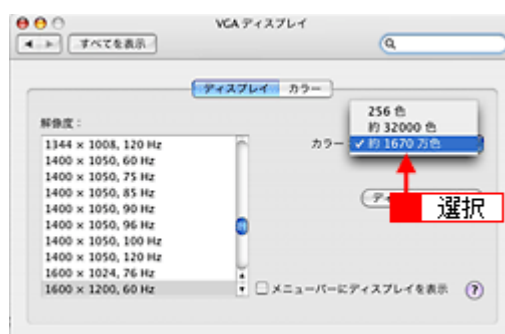 VGA ディスプレイ
すべてを表示
ディスプレイ カラー
解像度：
256 色
約 32000 色
カラー ✓ 約 1670 万色
1344 × 1008, 120 Hz
1400 × 1050, 60 Hz
1400 × 1050, 75 Hz
1400 × 1050, 85 Hz
1400 × 1050, 90 Hz
1400 × 1050, 96 Hz
1400 × 1050, 100 Hz
1400 × 1050, 120 Hz
1600 × 1024, 76 Hz
1600 × 1200, 60 Hz
選択
メニューバーにディスプレイを表示 ?